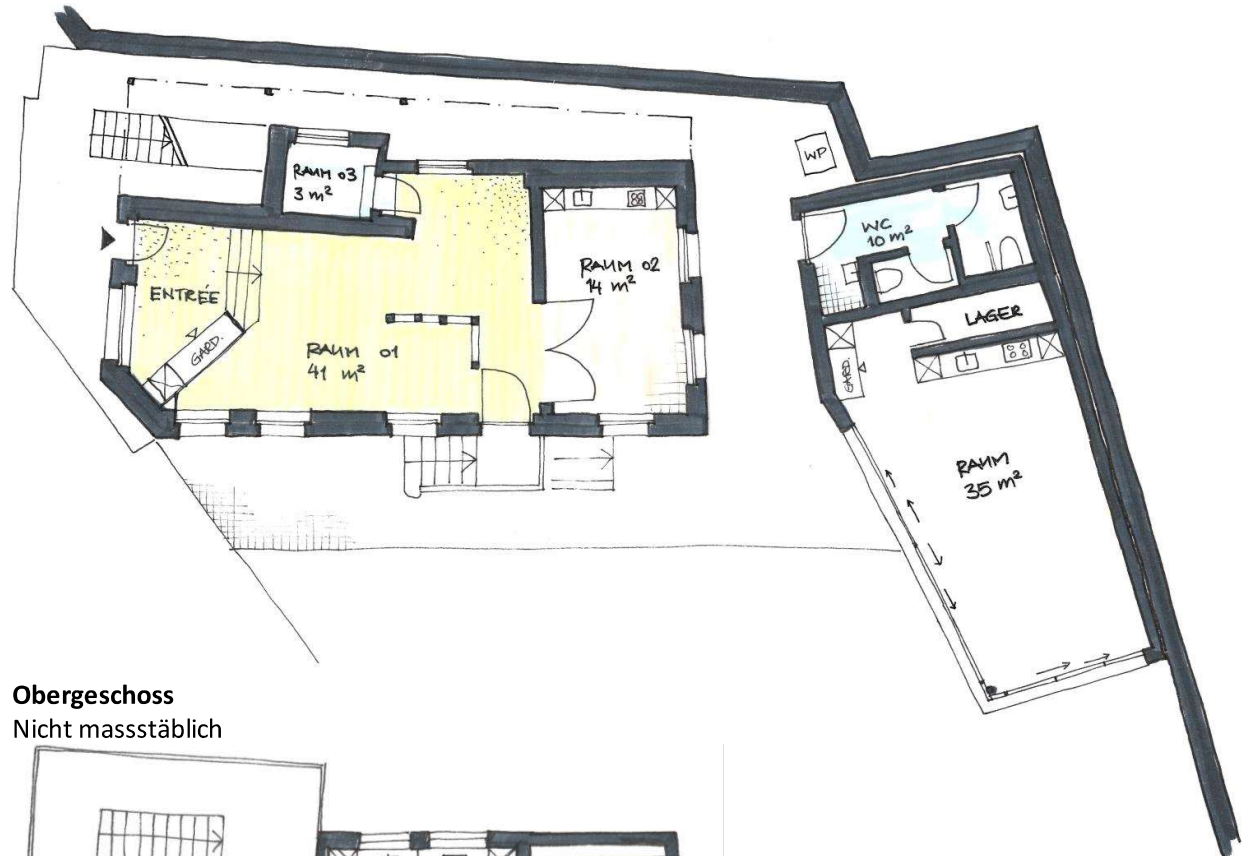 RAUM 03
3 m²
WP
WC
10 m²
ENTRÉE
RAUM 02
14 m²
GARD.
RAUM 01
41 m²
LAGER
GARD.
RAUM
35 m²
Obergeschoss
Nicht massstäblich